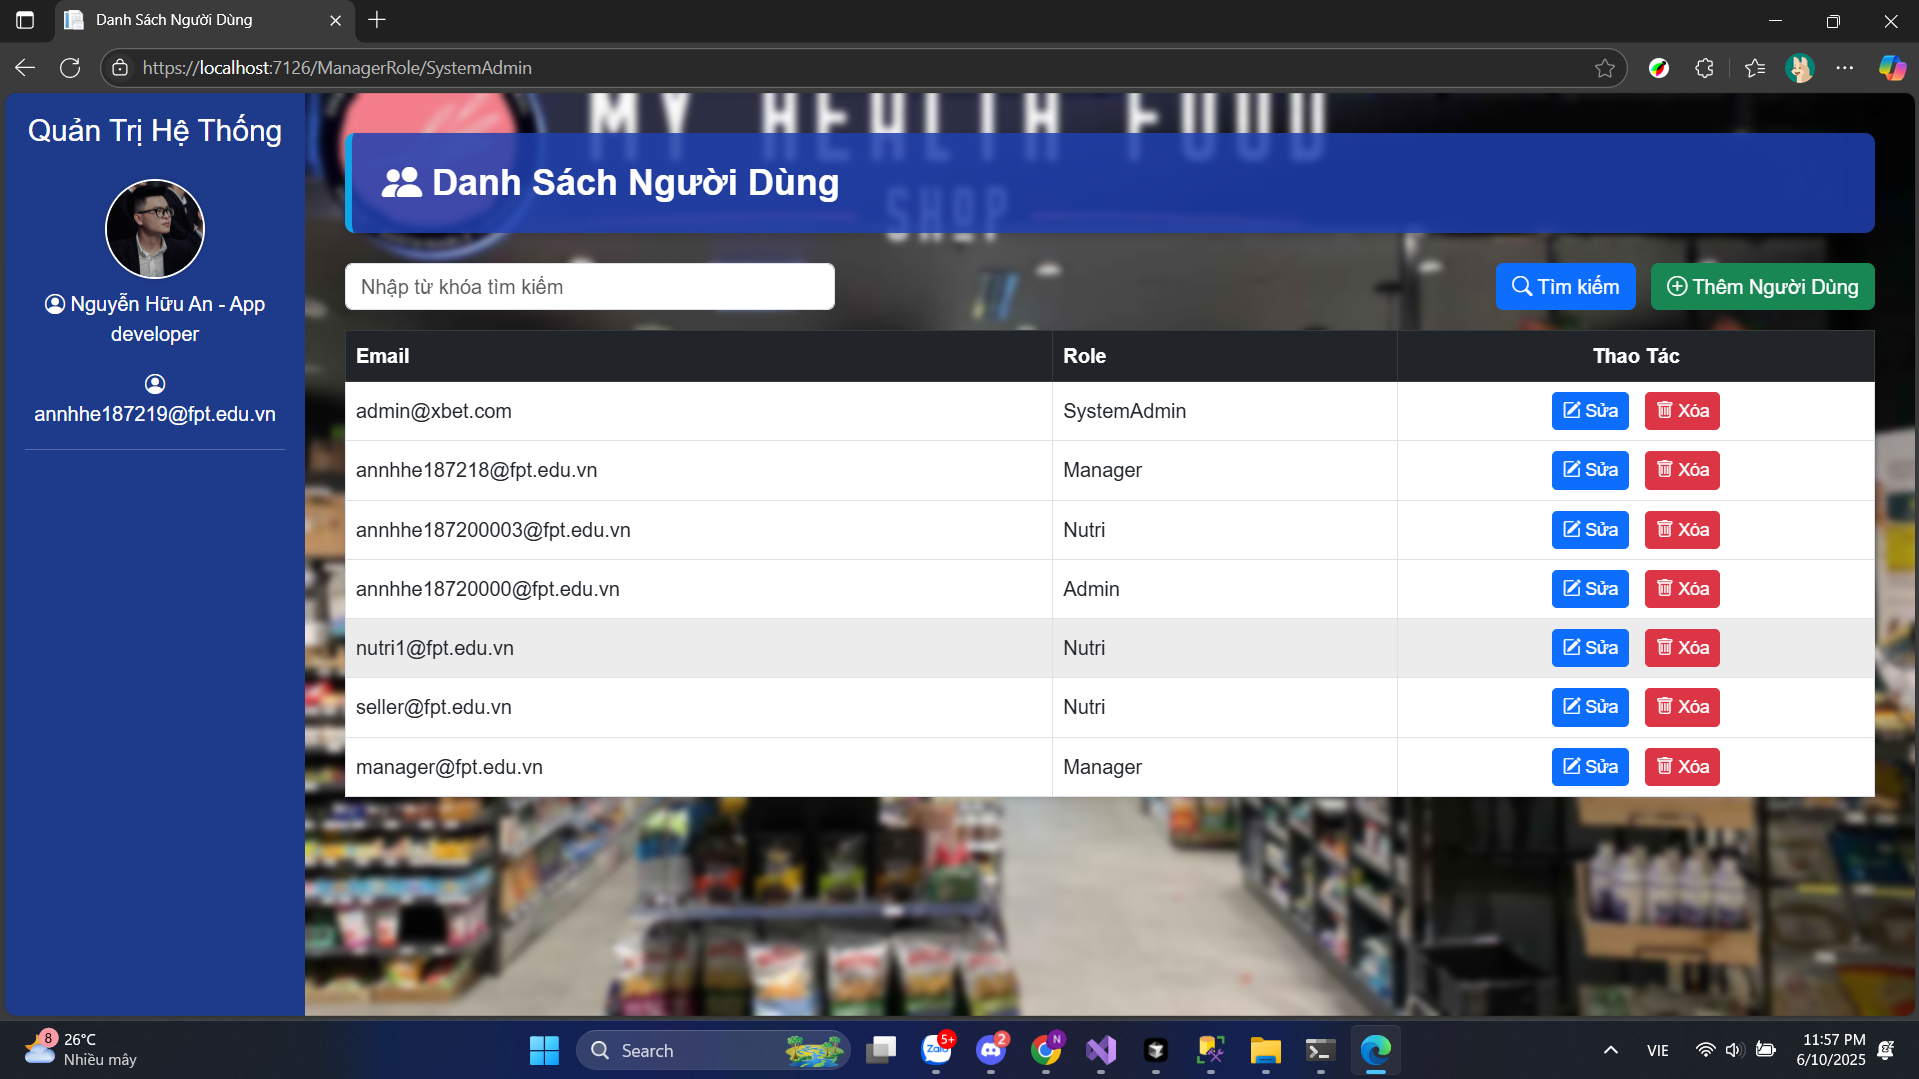 Danh Sách Người Dùng
https://localhost:7126/ManagerRole/SystemAdmin
Quản Trị Hệ Thống
Nguyễn Hữu An - App
developer
annhhe187219@fpt.edu.vn
MY HEALTH FOOD
SHOP
Danh Sách Người Dùng
Nhập từ khóa tìm kiếm
Tìm kiếm
Thêm Người Dùng
Email Role Thao Tác
admin@xbet.com SystemAdmin Sửa Xóa
annhhe187218@fpt.edu.vn Manager Sửa Xóa
annhhe187200003@fpt.edu.vn Nutri Sửa Xóa
annhhe18720000@fpt.edu.vn Admin Sửa Xóa
nutri1@fpt.edu.vn Nutri Sửa Xóa
seller@fpt.edu.vn Nutri Sửa Xóa
manager@fpt.edu.vn Manager Sửa Xóa
8
26°C
Nhiều mây
Search
Zalo
5+
2
N
VIE
11:57 PM
6/10/2025